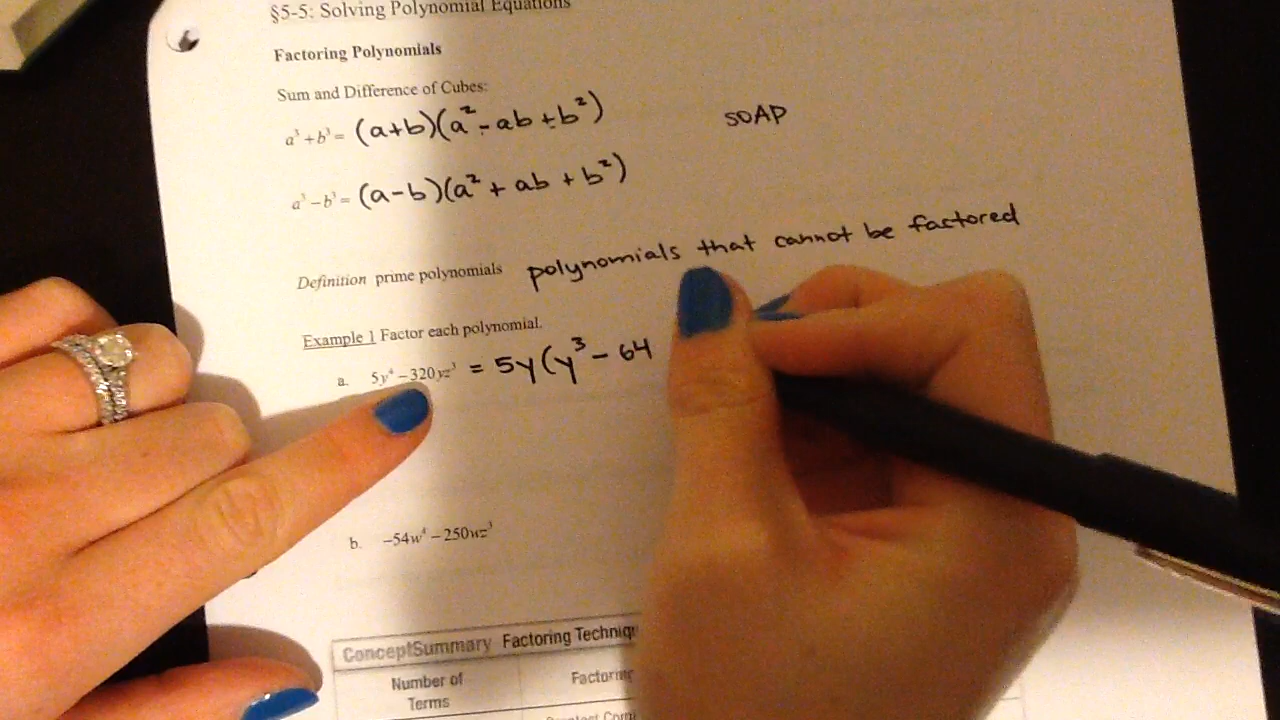 §5-5: Solving Polynomial Equations
Factoring Polynomials
Sum and Difference of Cubes:
a³ + b³ = (a+b)(a² - ab + b²) SOAP
a³ – b³ = (a-b)(a² + ab + b²)
Definition prime polynomials polynomials that cannot be factored
Example 1 Factor each polynomial.
a. 5y⁴ – 320yz³ = 5y(y³ - 64
b. –54w⁴ – 250wz³
ConceptSummary Factoring Techniqu
Number of Terms Factoring